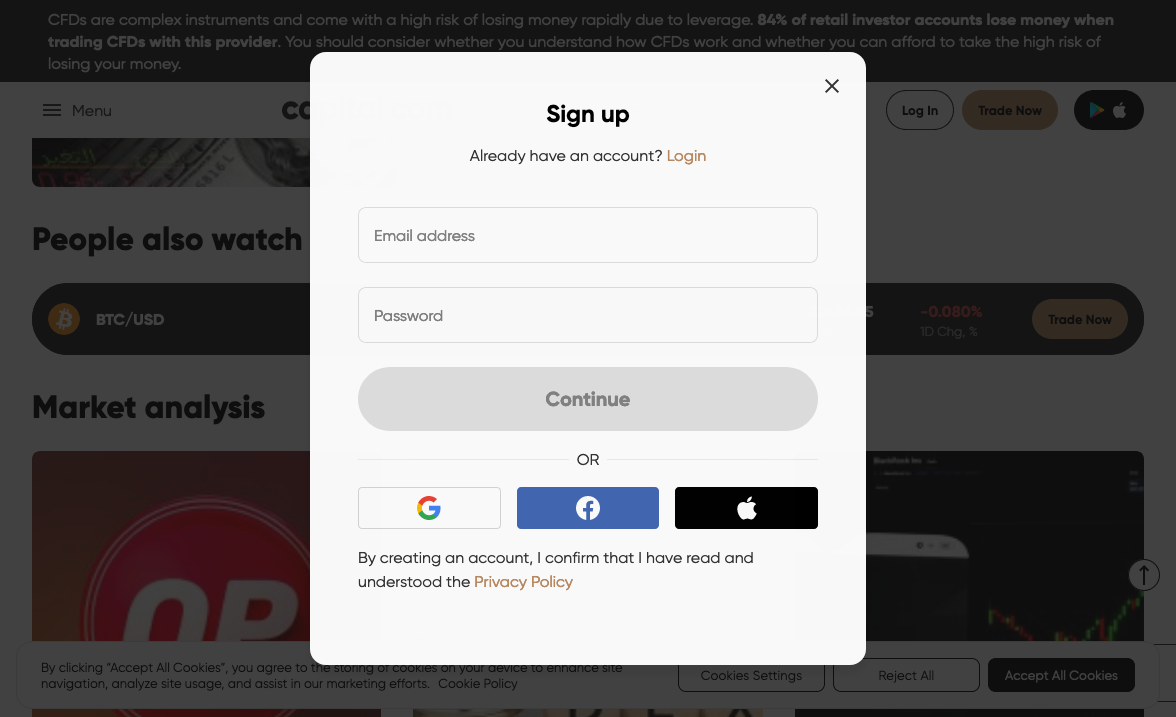 CFDs are complex instruments and come with a high risk of losing money rapidly due to leverage. 84% of retail investor accounts lose money when
trading CFDs with this provider. You should consider whether you understand how CFDs work and whether you can afford to take the high risk of
losing your money.
Menu
Log In
Trade Now
Sign up
Already have an account? Login
People also watch
Email address
BTC/USD
-0.080%
1D Chg, %
Trade Now
Password
Market analysis
Continue
OR
By creating an account, I confirm that I have read and
understood the Privacy Policy
By clicking “Accept All Cookies”, you agree to the storing of cookies on your device to enhance site
navigation, analyze site usage, and assist in our marketing efforts. Cookie Policy
Cookies Settings
Reject All
Accept All Cookies